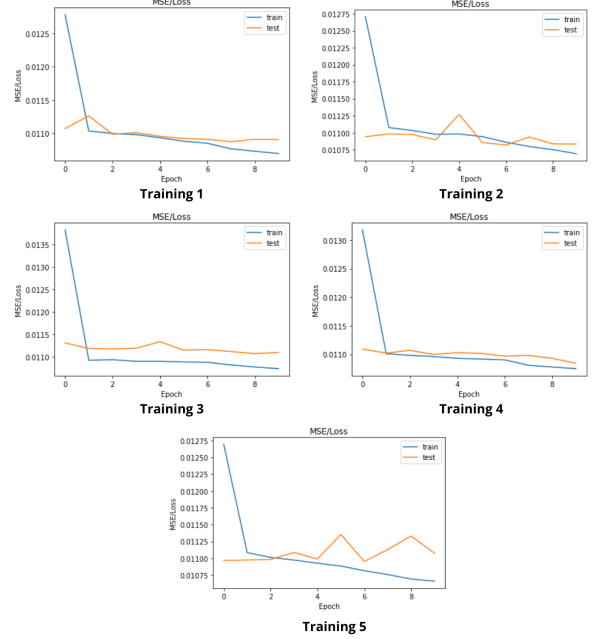 MSE/Loss
MSE/Loss
0.0125
0.0120
0.0115
0.0110
train
test
0 2 4 6 8
Epoch
Training 1
MSE/Loss
MSE/Loss
0.01275
0.01250
0.01225
0.01200
0.01175
0.01150
0.01125
0.01100
0.01075
train
test
0 2 4 6 8
Epoch
Training 2
MSE/Loss
MSE/Loss
0.0135
0.0130
0.0125
0.0120
0.0115
0.0110
train
test
0 2 4 6 8
Epoch
Training 3
MSE/Loss
MSE/Loss
0.0130
0.0125
0.0120
0.0115
0.0110
train
test
0 2 4 6 8
Epoch
Training 4
MSE/Loss
MSE/Loss
0.01275
0.01250
0.01225
0.01200
0.01175
0.01150
0.01125
0.01100
0.01075
train
test
0 2 4 6 8
Epoch
Training 5